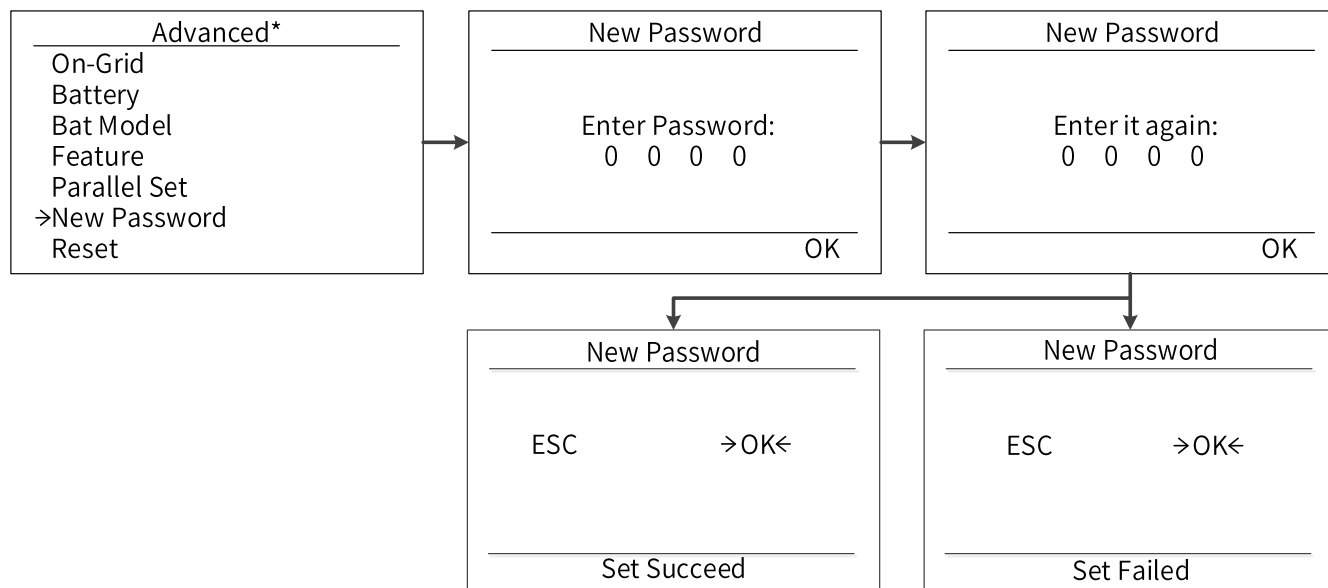 Advanced*
On-Grid
Battery
Bat Model
Feature
Parallel Set
→New Password
Reset
New Password
Enter Password:
0 0 0 0
OK
New Password
Enter it again:
0 0 0 0
OK
New Password
ESC →OK←
Set Succeed
New Password
ESC →OK←
Set Failed